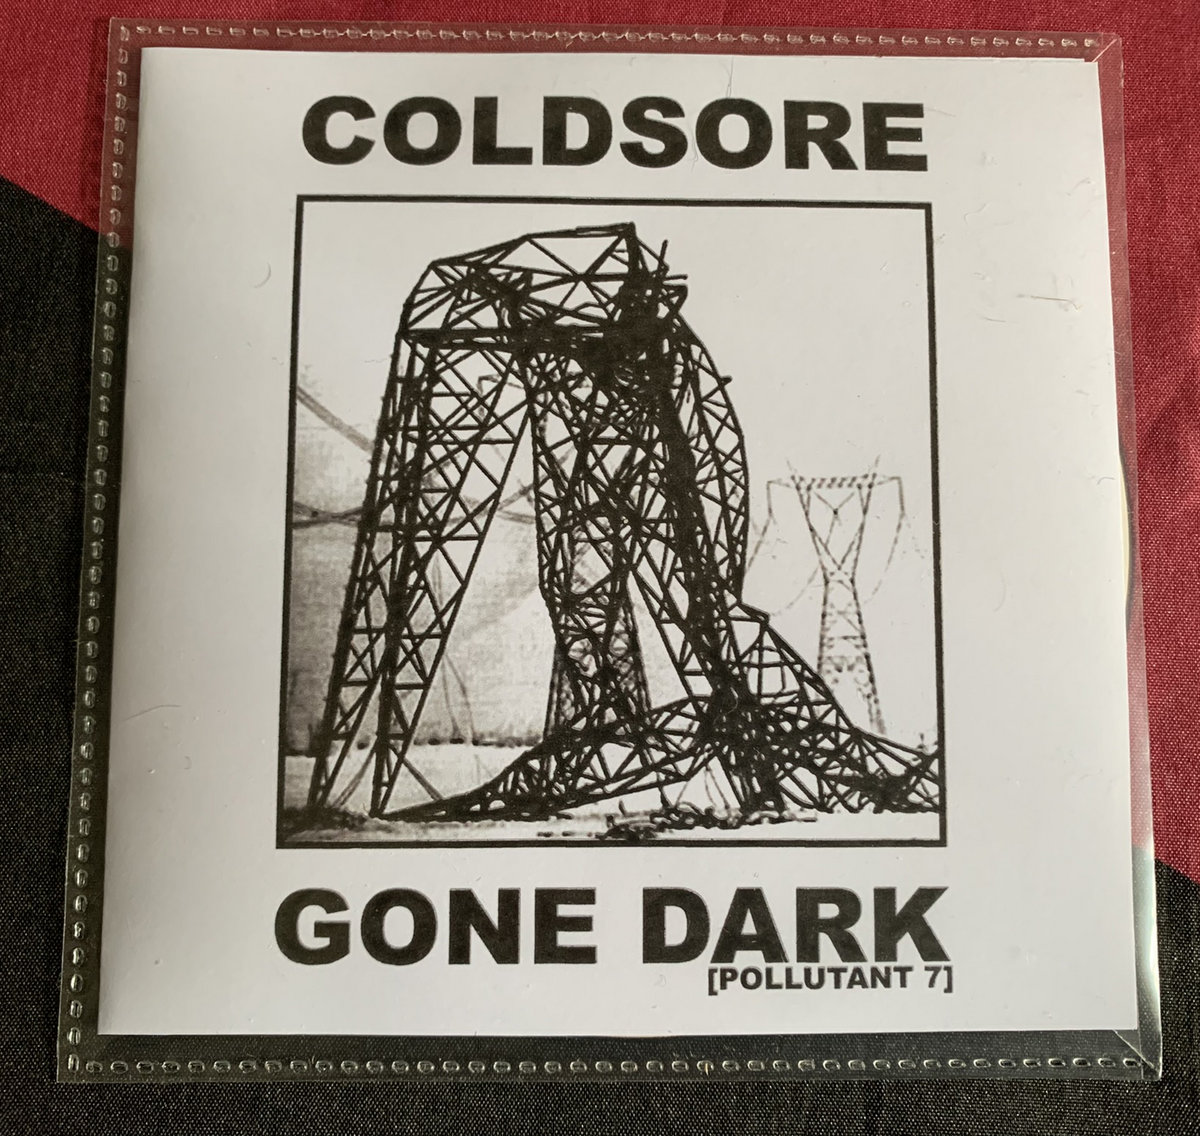 COLDSORE
GONE DARK
[POLLUTANT 7]